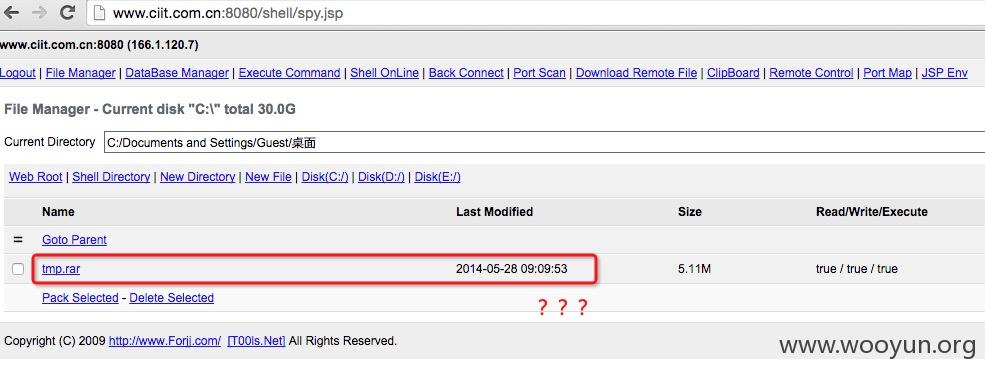 www.ciit.com.cn:8080/shell/spy.jsp
www.ciit.com.cn:8080 (166.1.120.7)
Logout | File Manager | DataBase Manager | Execute Command | Shell OnLine | Back Connect | Port Scan | Download Remote File | ClipBoard | Remote Control | Port Map | JSP Env
File Manager - Current disk "C:\" total 30.0G
Current Directory C:/Documents and Settings/Guest/桌面
Web Root | Shell Directory | New Directory | New File | Disk(C:/) | Disk(D:/) | Disk(E:/)
Name Last Modified Size Read/Write/Execute
= Goto Parent
tmp.rar 2014-05-28 09:09:53 5.11M true / true / true
Pack Selected - Delete Selected
？？？
Copyright (C) 2009 http://www.Forjj.com/ [T00ls.Net] All Rights Reserved.
www.wooyun.org